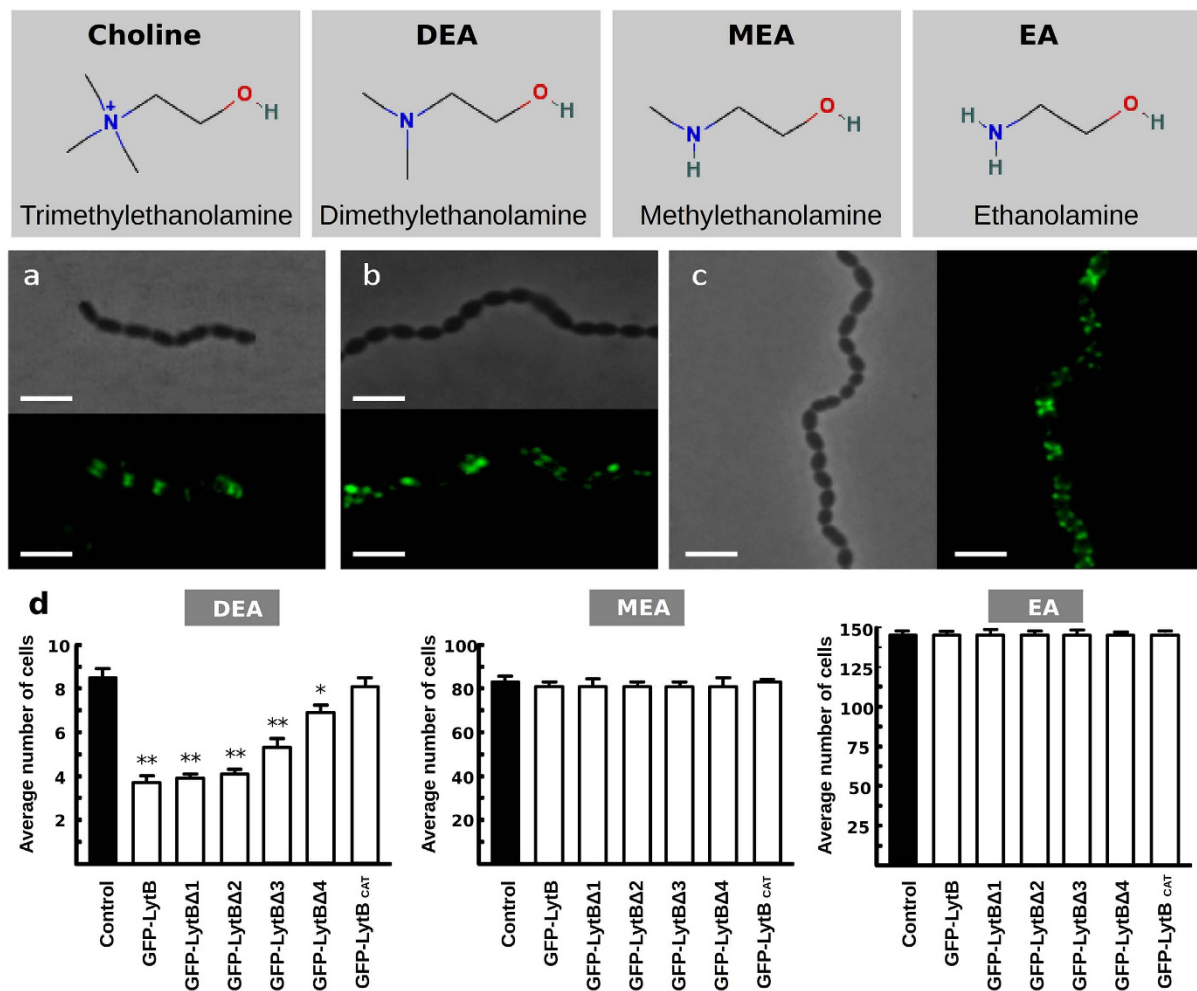 Choline
DEA
MEA
EA
N
+
O
H
N
O
H
N
H
O
H
H
N
H
O
H
Trimethylethanolamine
Dimethylethanolamine
Methylethanolamine
Ethanolamine
a
b
c
d
DEA
Average number of cells
10
8
6
4
2
**
**
**
**
*
Control
GFP-LytB
GFP-LytBΔ1
GFP-LytBΔ2
GFP-LytBΔ3
GFP-LytBΔ4
GFP-LytB CAT
MEA
Average number of cells
100
80
60
40
20
Control
GFP-LytB
GFP-LytBΔ1
GFP-LytBΔ2
GFP-LytBΔ3
GFP-LytBΔ4
GFP-LytB CAT
EA
Average number of cells
150
125
100
75
50
25
Control
GFP-LytB
GFP-LytBΔ1
GFP-LytBΔ2
GFP-LytBΔ3
GFP-LytBΔ4
GFP-LytB CAT